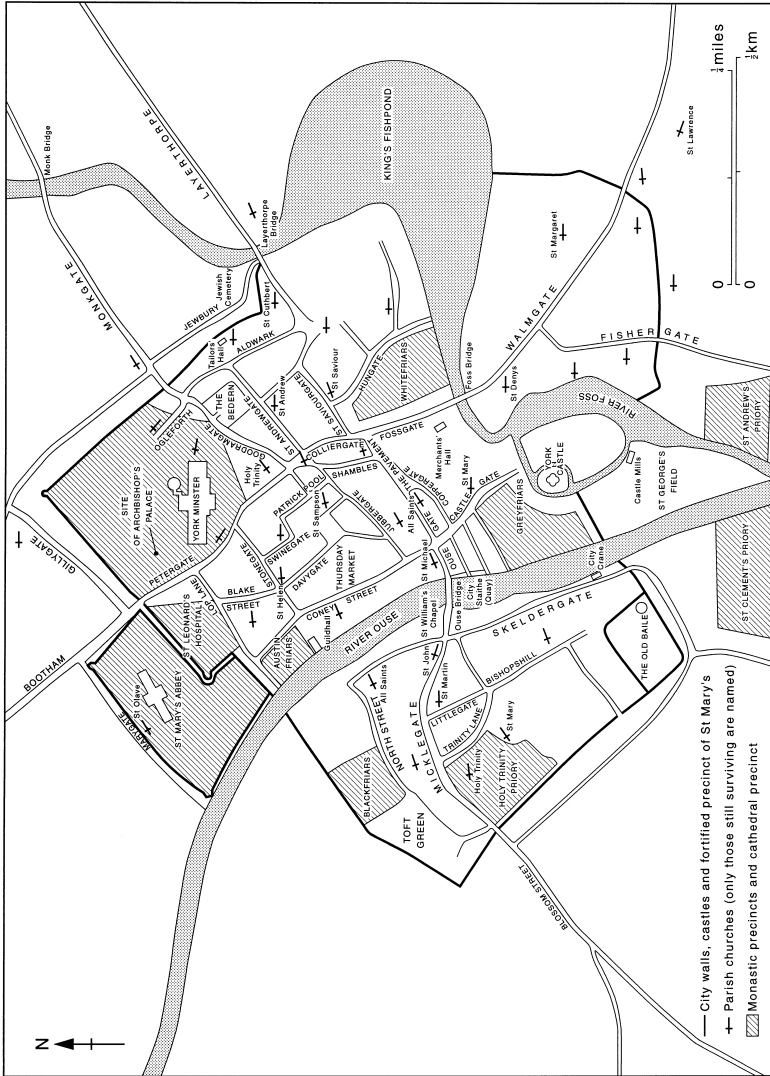 N
BOOTHAM
GILLYGATE
MARYGATE
St Olave
ST MARY'S ABBEY
ST LEONARD'S
HOSPITAL
LOP LANE
SITE
OF ARCHBISHOP'S
PALACE
YORK MINSTER
PETERGATE
OGLEFORTH
GOODRAMGATE
THE
BEDERN
Holy
Trinity
MONKGATE
Monk Bridge
LAYERTHORPE
JEWBURY
Jewish
Cemetery
Layerthorpe
Bridge
Tailors'
Hall
St Cuthbert
ALDWARK
ST ANDREWGATE
St Andrew
ST SAVIOURGATE
St Saviour
HUNGATE
WHITEFRIARS
COLLIERGATE
FOSSGATE
THE PAVEMENT
SHAMBLES
PATRICK POOL
St Sampson
SWINEGATE
STONEGATE
BLAKE
STREET
St Helen
DAVYGATE
THURSDAY
MARKET
JUBBERGATE
CONEY STREET
AUSTIN
FRIARS
Guildhall
RIVER OUSE
All Saints
COPPERGATE
Merchants'
Hall
St Mary
CASTLE GATE
St Michael
OUSE GATE
St William's
Chapel
Ouse Bridge
City
Staithe
(Quay)
GREYFRIARS
YORK
CASTLE
Castle Mills
ST GEORGE'S
FIELD
City
Crane
KING'S FISHPOND
Foss Bridge
St Denys
WALMGATE
St Margaret
St Lawrence
FISHER GATE
RIVER FOSS
ST ANDREW'S
PRIORY
ST CLEMENT'S PRIORY
St John
St Martin
All Saints
NORTH STREET
MICKLEGATE
BLACKFRIARS
TOFT
GREEN
LITTLEGATE
TRINITY LANE
BISHOPSHILL
St Mary
Holy Trinity
HOLY TRINITY
PRIORY
SKELDERGATE
THE OLD BAILE
BLOSSOM STREET
City walls, castles and fortified precinct of St Mary's
Parish churches (only those still surviving are named)
Monastic precincts and cathedral precinct
0 ¼ miles
0 ½ km